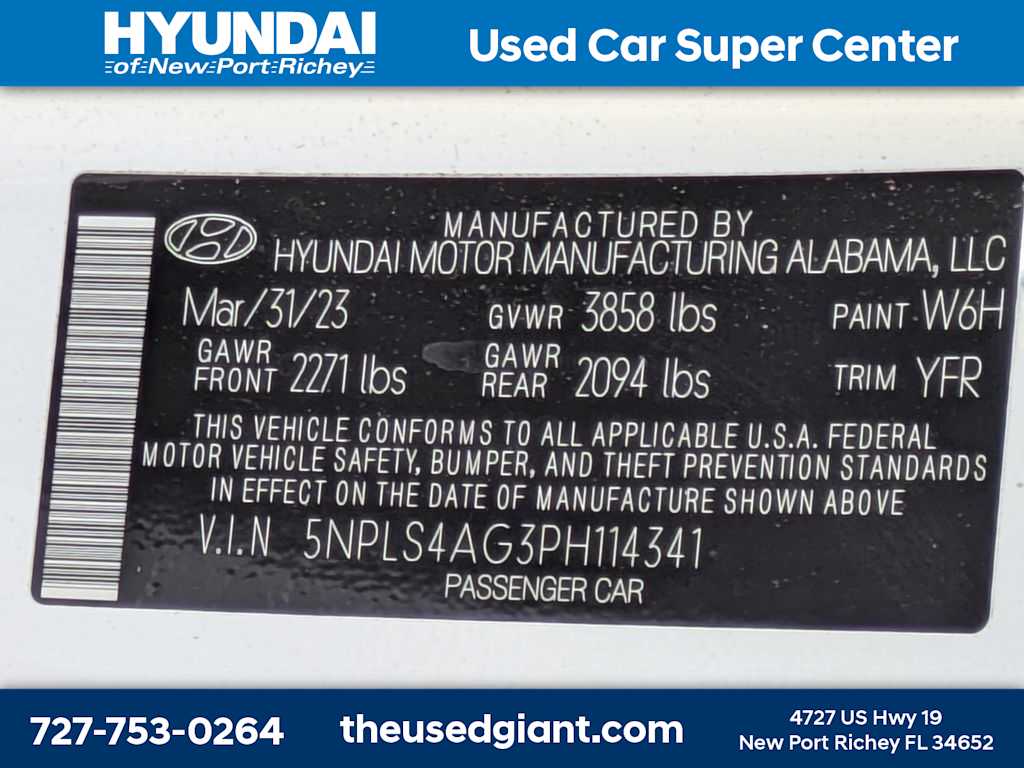 HYUNDAI
of New Port Richey
Used Car Super Center
MANUFACTURED BY
HYUNDAI MOTOR MANUFACTURING ALABAMA, LLC
Mar/31/23 GVWR 3858 lbs PAINT W6H
GAWR FRONT 2271 lbs GAWR REAR 2094 lbs TRIM YFR
THIS VEHICLE CONFORMS TO ALL APPLICABLE U.S.A. FEDERAL
MOTOR VEHICLE SAFETY, BUMPER, AND THEFT PREVENTION STANDARDS
IN EFFECT ON THE DATE OF MANUFACTURE SHOWN ABOVE
V.I.N 5NPLS4AG3PH114341
PASSENGER CAR
727-753-0264
theusedgiant.com
4727 US Hwy 19
New Port Richey FL 34652